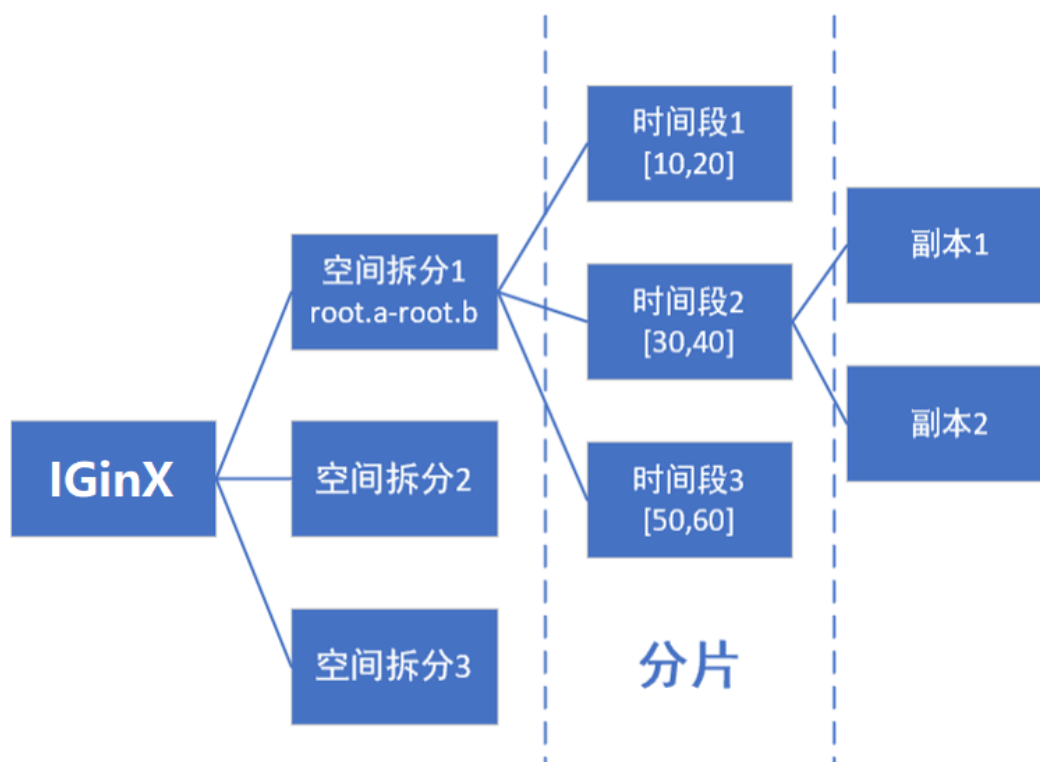 IGinX
空间拆分1
root.a-root.b
空间拆分2
空间拆分3
时间段1
[10,20]
时间段2
[30,40]
时间段3
[50,60]
分片
副本1
副本2